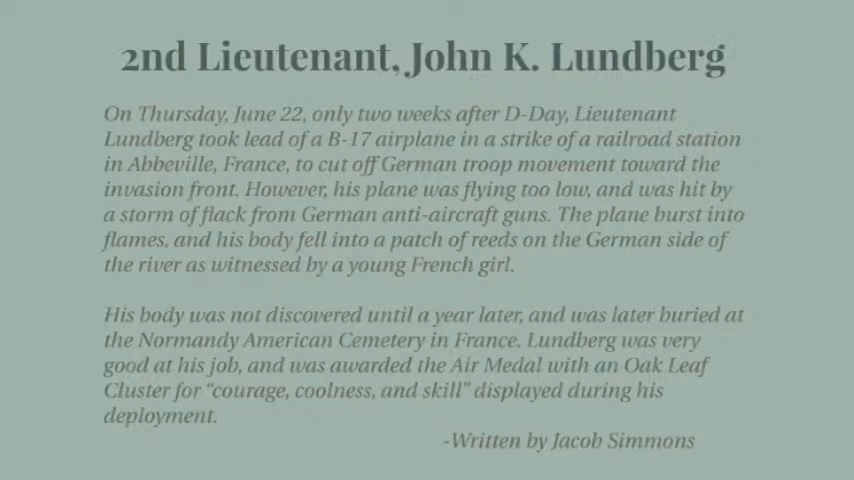 2nd Lieutenant, John K. Lundberg
On Thursday, June 22, only two weeks after D-Day, Lieutenant
Lundberg took lead of a B-17 airplane in a strike of a railroad station
in Abbeville, France, to cut off German troop movement toward the
invasion front. However, his plane was flying too low, and was hit by
a storm of flack from German anti-aircraft guns. The plane burst into
flames, and his body fell into a patch of reeds on the German side of
the river as witnessed by a young French girl.
His body was not discovered until a year later, and was later buried at
the Normandy American Cemetery in France. Lundberg was very
good at his job, and was awarded the Air Medal with an Oak Leaf
Cluster for “courage, coolness, and skill” displayed during his
deployment.
-Written by Jacob Simmons